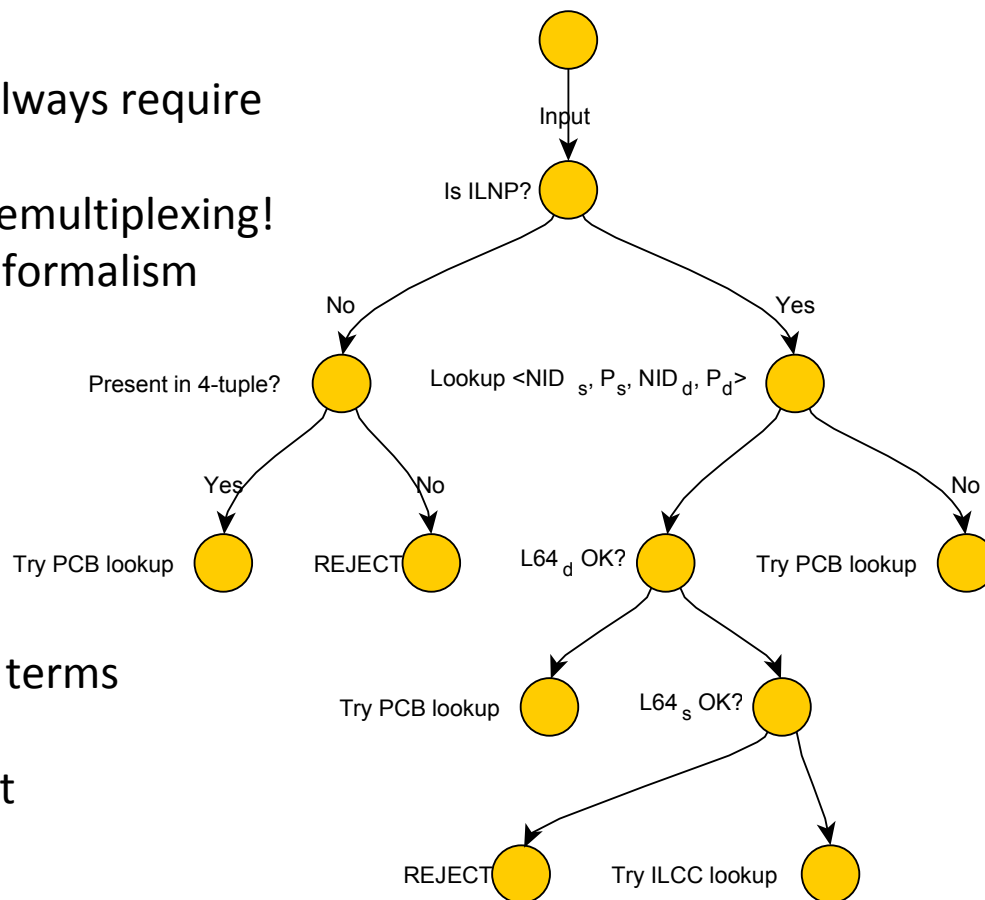 lways require
emultiplexing!
formalism
terms
t
Input
Is ILNP?
No
Yes
Present in 4-tuple?
Lookup <NID s, Ps, NID d, Pd>
Yes
No
No
Try PCB lookup
REJECT
L64 d OK?
Try PCB lookup
Try PCB lookup
L64 s OK?
REJECT
Try ILCC lookup